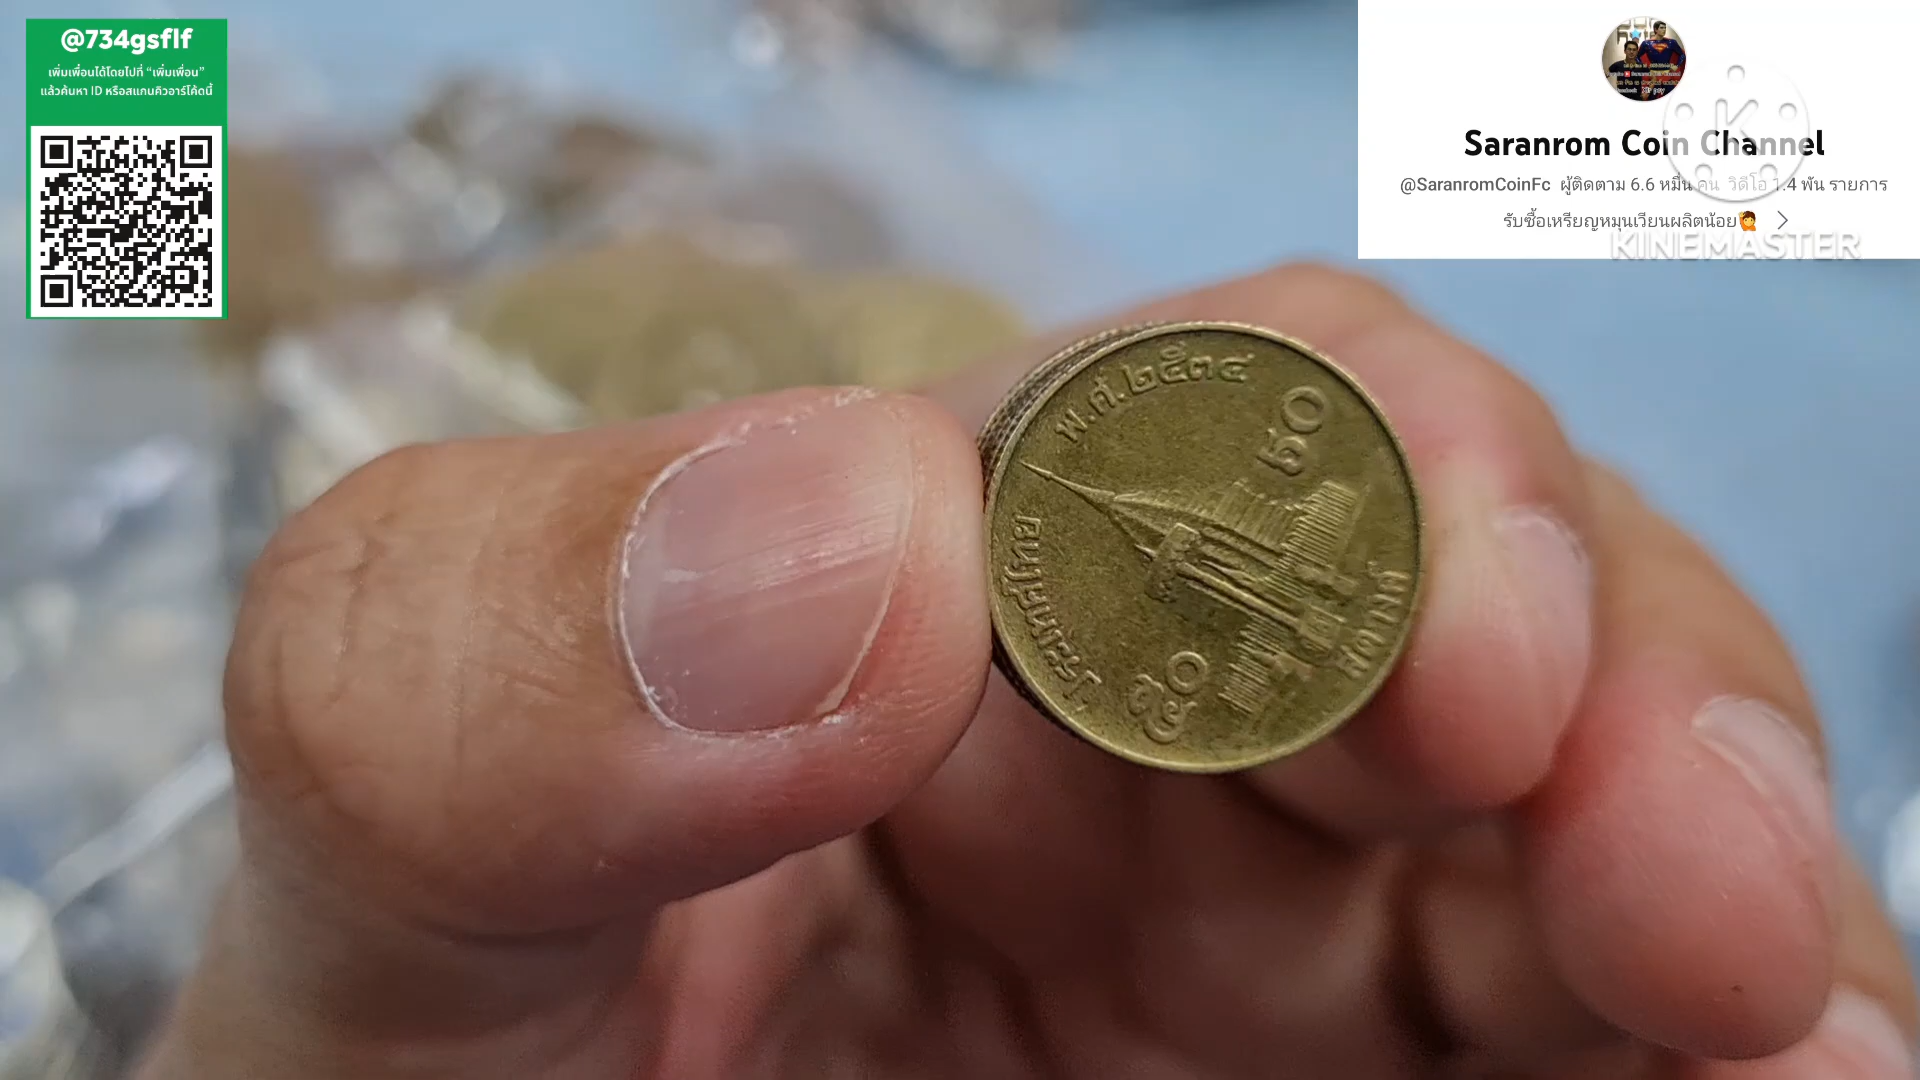 @734gsflf
เพิ่มเพื่อนได้โดยไปที่ “เพิ่มเพื่อน”
แล้วค้นหา ID หรือสแกนคิวอาร์โค้ดนี้
Saranrom Coin Channel
@SaranromCoinFc ผู้ติดตาม 6.6 หมื่น คน วิดีโอ 1.4 พัน รายการ
รับซื้อเหรียญหมุนเวียนผลิตน้อย🙋 >
KINEMASTER
พ.ศ. ๒๕๓๔
๕๐
ประเทศไทย
๕๐
สตางค์